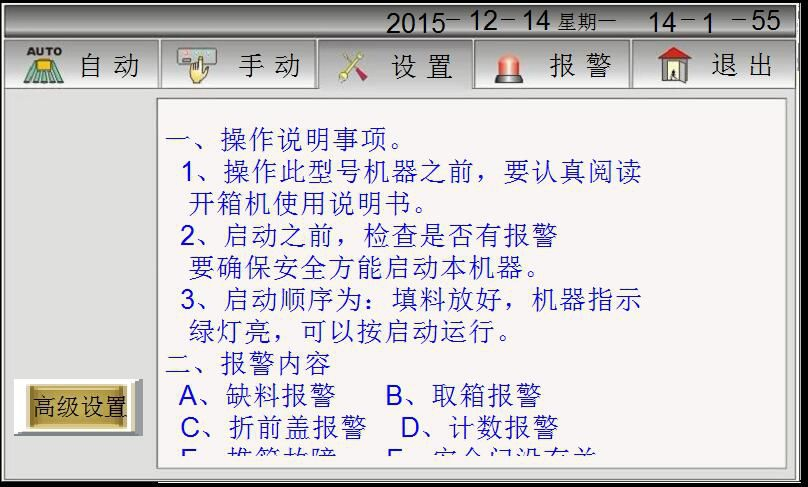 2015－12－14 星期一 14－1－55
AUTO 自动 手动 设置 报警 退出
一、操作说明事项。
1、操作此型号机器之前，要认真阅读
开箱机使用说明书。
2、启动之前，检查是否有报警
要确保安全方能启动本机器。
3、启动顺序为：填料放好，机器指示
绿灯亮，可以按启动运行。
二、报警内容
A、缺料报警 B、取箱报警
C、折前盖报警 D、计数报警
高级设置